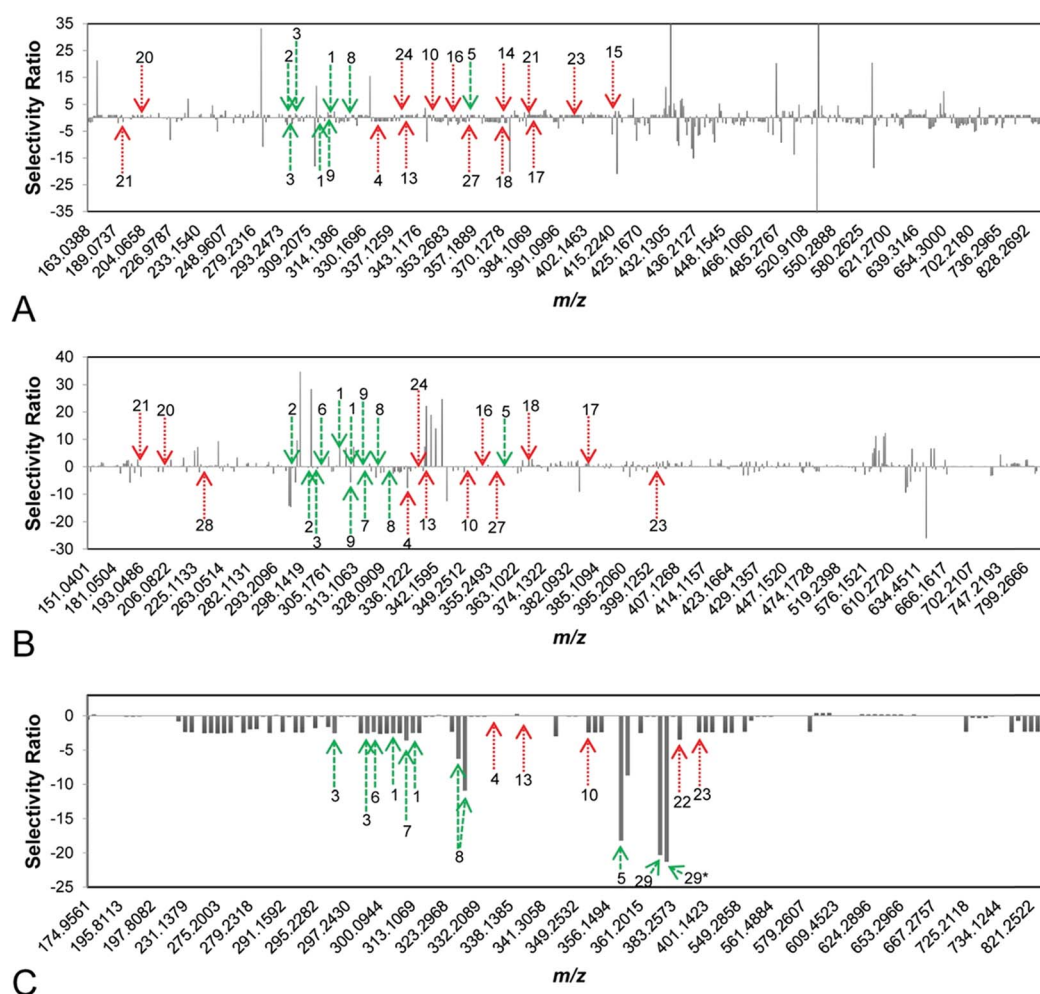 35
25
15
5
-5
-15
-25
-35
Selectivity Ratio
20 2 3 1 8 24 10 16 5 14 21 23 15
21 3 1 9 4 13 27 18 17
163.0388 189.0737 204.0658 226.9787 233.1540 248.9607 279.2316 293.2473 309.2075 314.1386 330.1696 337.1259 343.1176 353.2683 357.1889 370.1278 384.1069 391.0996 402.1463 415.2240 425.1670 432.1305 436.2127 448.1545 466.1060 485.2767 520.9108 550.2888 580.2625 621.2700 639.3146 654.3000 702.2180 736.2965 828.2692
m/z
A
40
30
20
10
0
-10
-20
-30
Selectivity Ratio
21 20 2 6 1 1 9 8 24 16 5 18 17
28 2 3 9 7 8 4 13 10 27 23
151.0401 181.0504 193.0486 206.0822 225.1133 263.0514 282.1131 293.2096 298.1419 305.1761 313.1063 328.0909 336.1222 342.1595 349.2512 355.2493 363.1022 374.1322 382.0932 385.1094 395.2060 399.1252 407.1268 414.1157 423.1664 429.1357 447.1520 474.1728 519.2398 576.1521 610.2720 634.4511 666.1617 702.2107 747.2193 799.2666
m/z
B
0
-5
-10
-15
-20
-25
Selectivity Ratio
3 3 6 1 7 1 8 4 13 10 5 29 29* 22 23
174.9561 195.8113 197.8082 231.1379 275.2003 279.2318 291.1592 295.2282 297.2430 300.0944 313.1069 323.2968 332.2089 338.1385 341.3058 349.2532 356.1494 361.2015 383.2573 401.1423 549.2858 561.4884 579.2607 609.4523 624.2896 653.2966 667.2757 725.2118 734.1244 821.2522
m/z
C